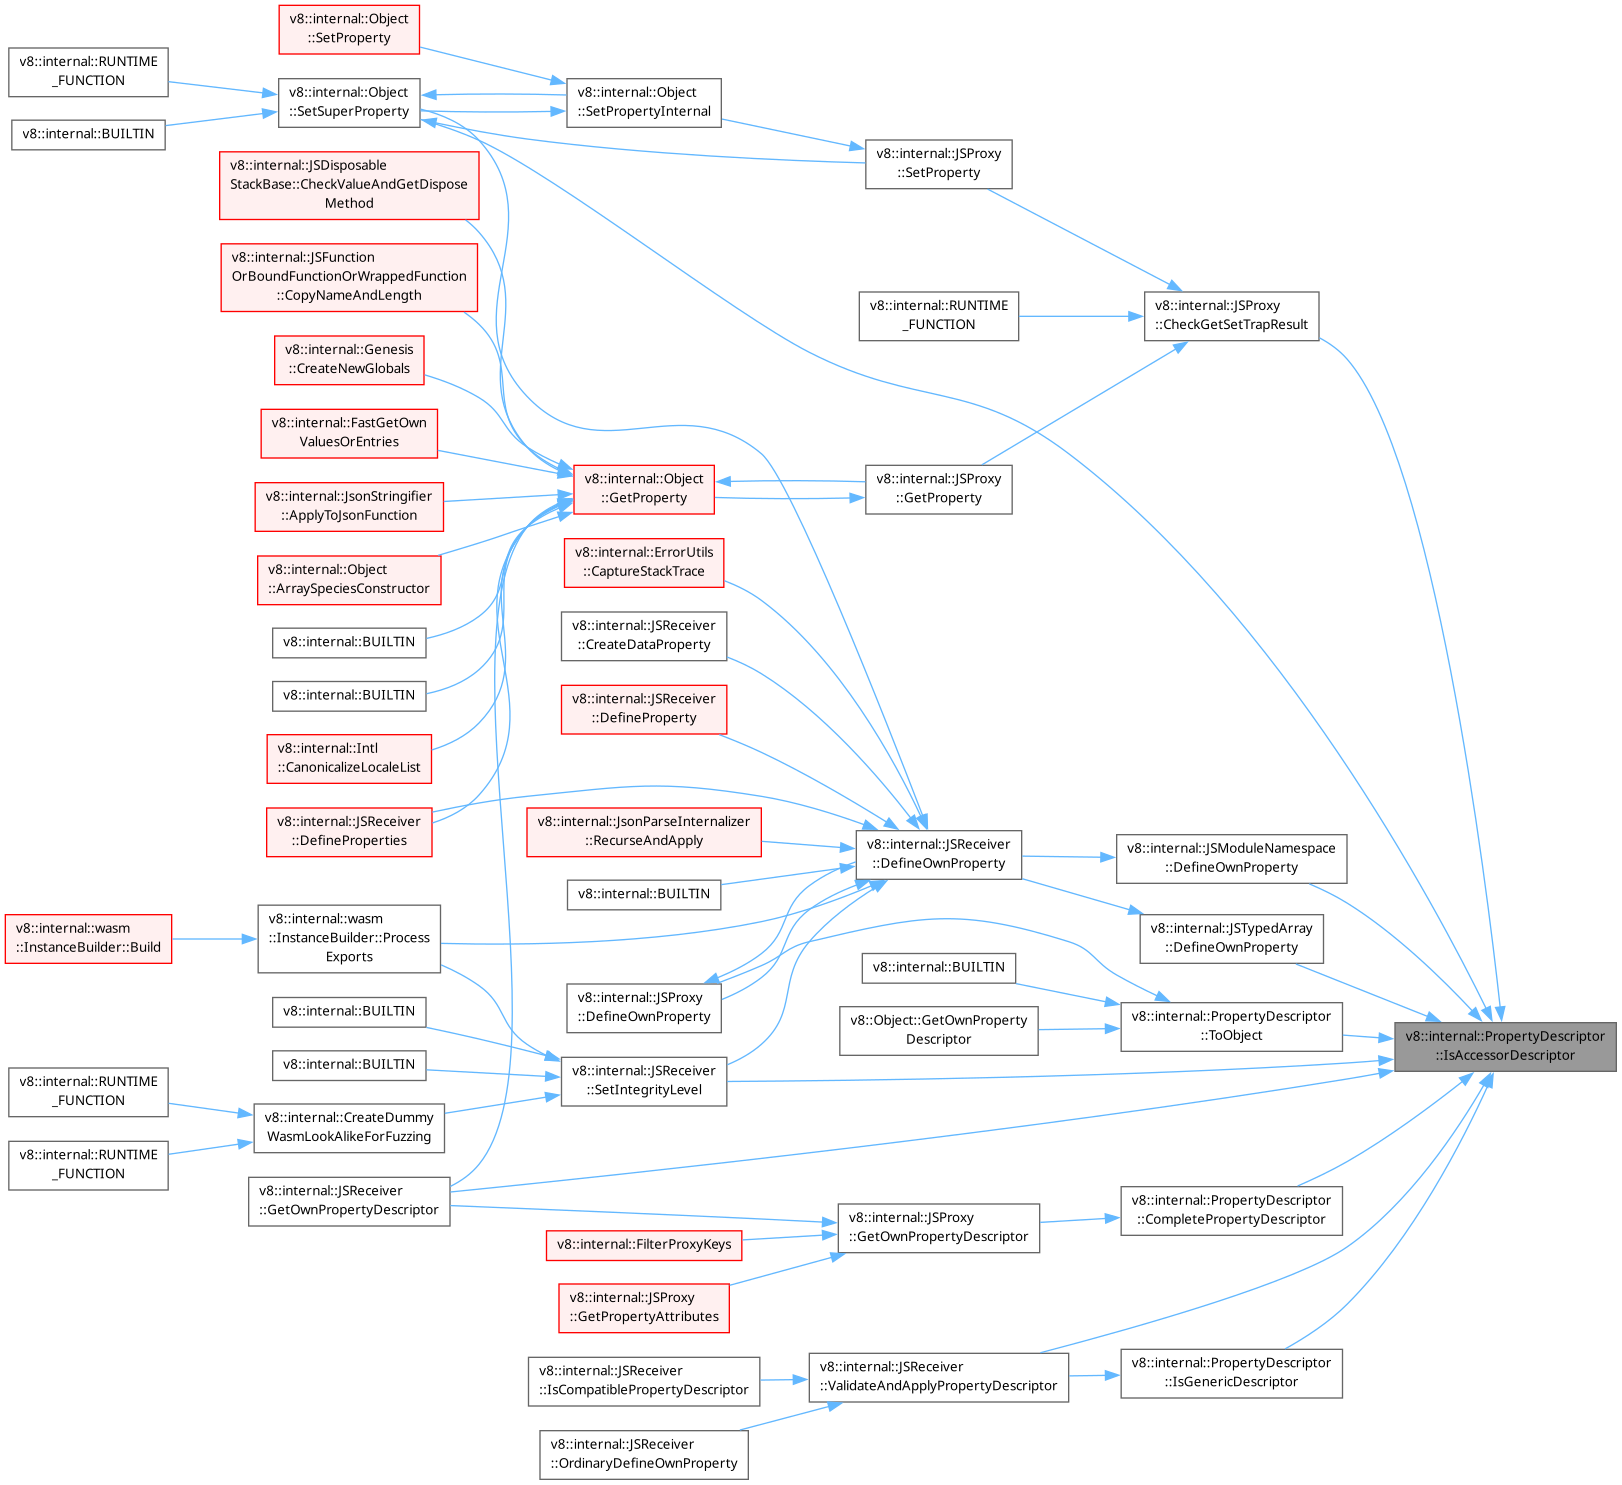 v8::internal::Object
::SetProperty
v8::internal::RUNTIME
_FUNCTION
v8::internal::Object
::SetSuperProperty
v8::internal::Object
::SetPropertyInternal
v8::internal::BUILTIN
v8::internal::JSProxy
::SetProperty
v8::internal::JSDisposable
StackBase::CheckValueAndGetDispose
Method
v8::internal::JSFunction
OrBoundFunctionOrWrappedFunction
::CopyNameAndLength
v8::internal::RUNTIME
_FUNCTION
v8::internal::JSProxy
::CheckGetSetTrapResult
v8::internal::Genesis
::CreateNewGlobals
v8::internal::FastGetOwn
ValuesOrEntries
v8::internal::JsonStringifier
::ApplyToJsonFunction
v8::internal::Object
::GetProperty
v8::internal::JSProxy
::GetProperty
v8::internal::Object
::ArraySpeciesConstructor
v8::internal::ErrorUtils
::CaptureStackTrace
v8::internal::BUILTIN
v8::internal::JSReceiver
::CreateDataProperty
v8::internal::BUILTIN
v8::internal::JSReceiver
::DefineProperty
v8::internal::Intl
::CanonicalizeLocaleList
v8::internal::JSReceiver
::DefineProperties
v8::internal::JsonParseInternalizer
::RecurseAndApply
v8::internal::JSReceiver
::DefineOwnProperty
v8::internal::JSModuleNamespace
::DefineOwnProperty
v8::internal::BUILTIN
v8::internal::wasm
::InstanceBuilder::Build
v8::internal::wasm
::InstanceBuilder::Process
Exports
v8::internal::JSTypedArray
::DefineOwnProperty
v8::internal::BUILTIN
v8::internal::JSProxy
::DefineOwnProperty
v8::internal::BUILTIN
v8::Object::GetOwnProperty
Descriptor
v8::internal::PropertyDescriptor
::ToObject
v8::internal::PropertyDescriptor
::IsAccessorDescriptor
v8::internal::BUILTIN
v8::internal::JSReceiver
::SetIntegrityLevel
v8::internal::RUNTIME
_FUNCTION
v8::internal::CreateDummy
WasmLookAlikeForFuzzing
v8::internal::RUNTIME
_FUNCTION
v8::internal::JSReceiver
::GetOwnPropertyDescriptor
v8::internal::JSProxy
::GetOwnPropertyDescriptor
v8::internal::PropertyDescriptor
::CompletePropertyDescriptor
v8::internal::FilterProxyKeys
v8::internal::JSProxy
::GetPropertyAttributes
v8::internal::JSReceiver
::IsCompatiblePropertyDescriptor
v8::internal::JSReceiver
::ValidateAndApplyPropertyDescriptor
v8::internal::PropertyDescriptor
::IsGenericDescriptor
v8::internal::JSReceiver
::OrdinaryDefineOwnProperty